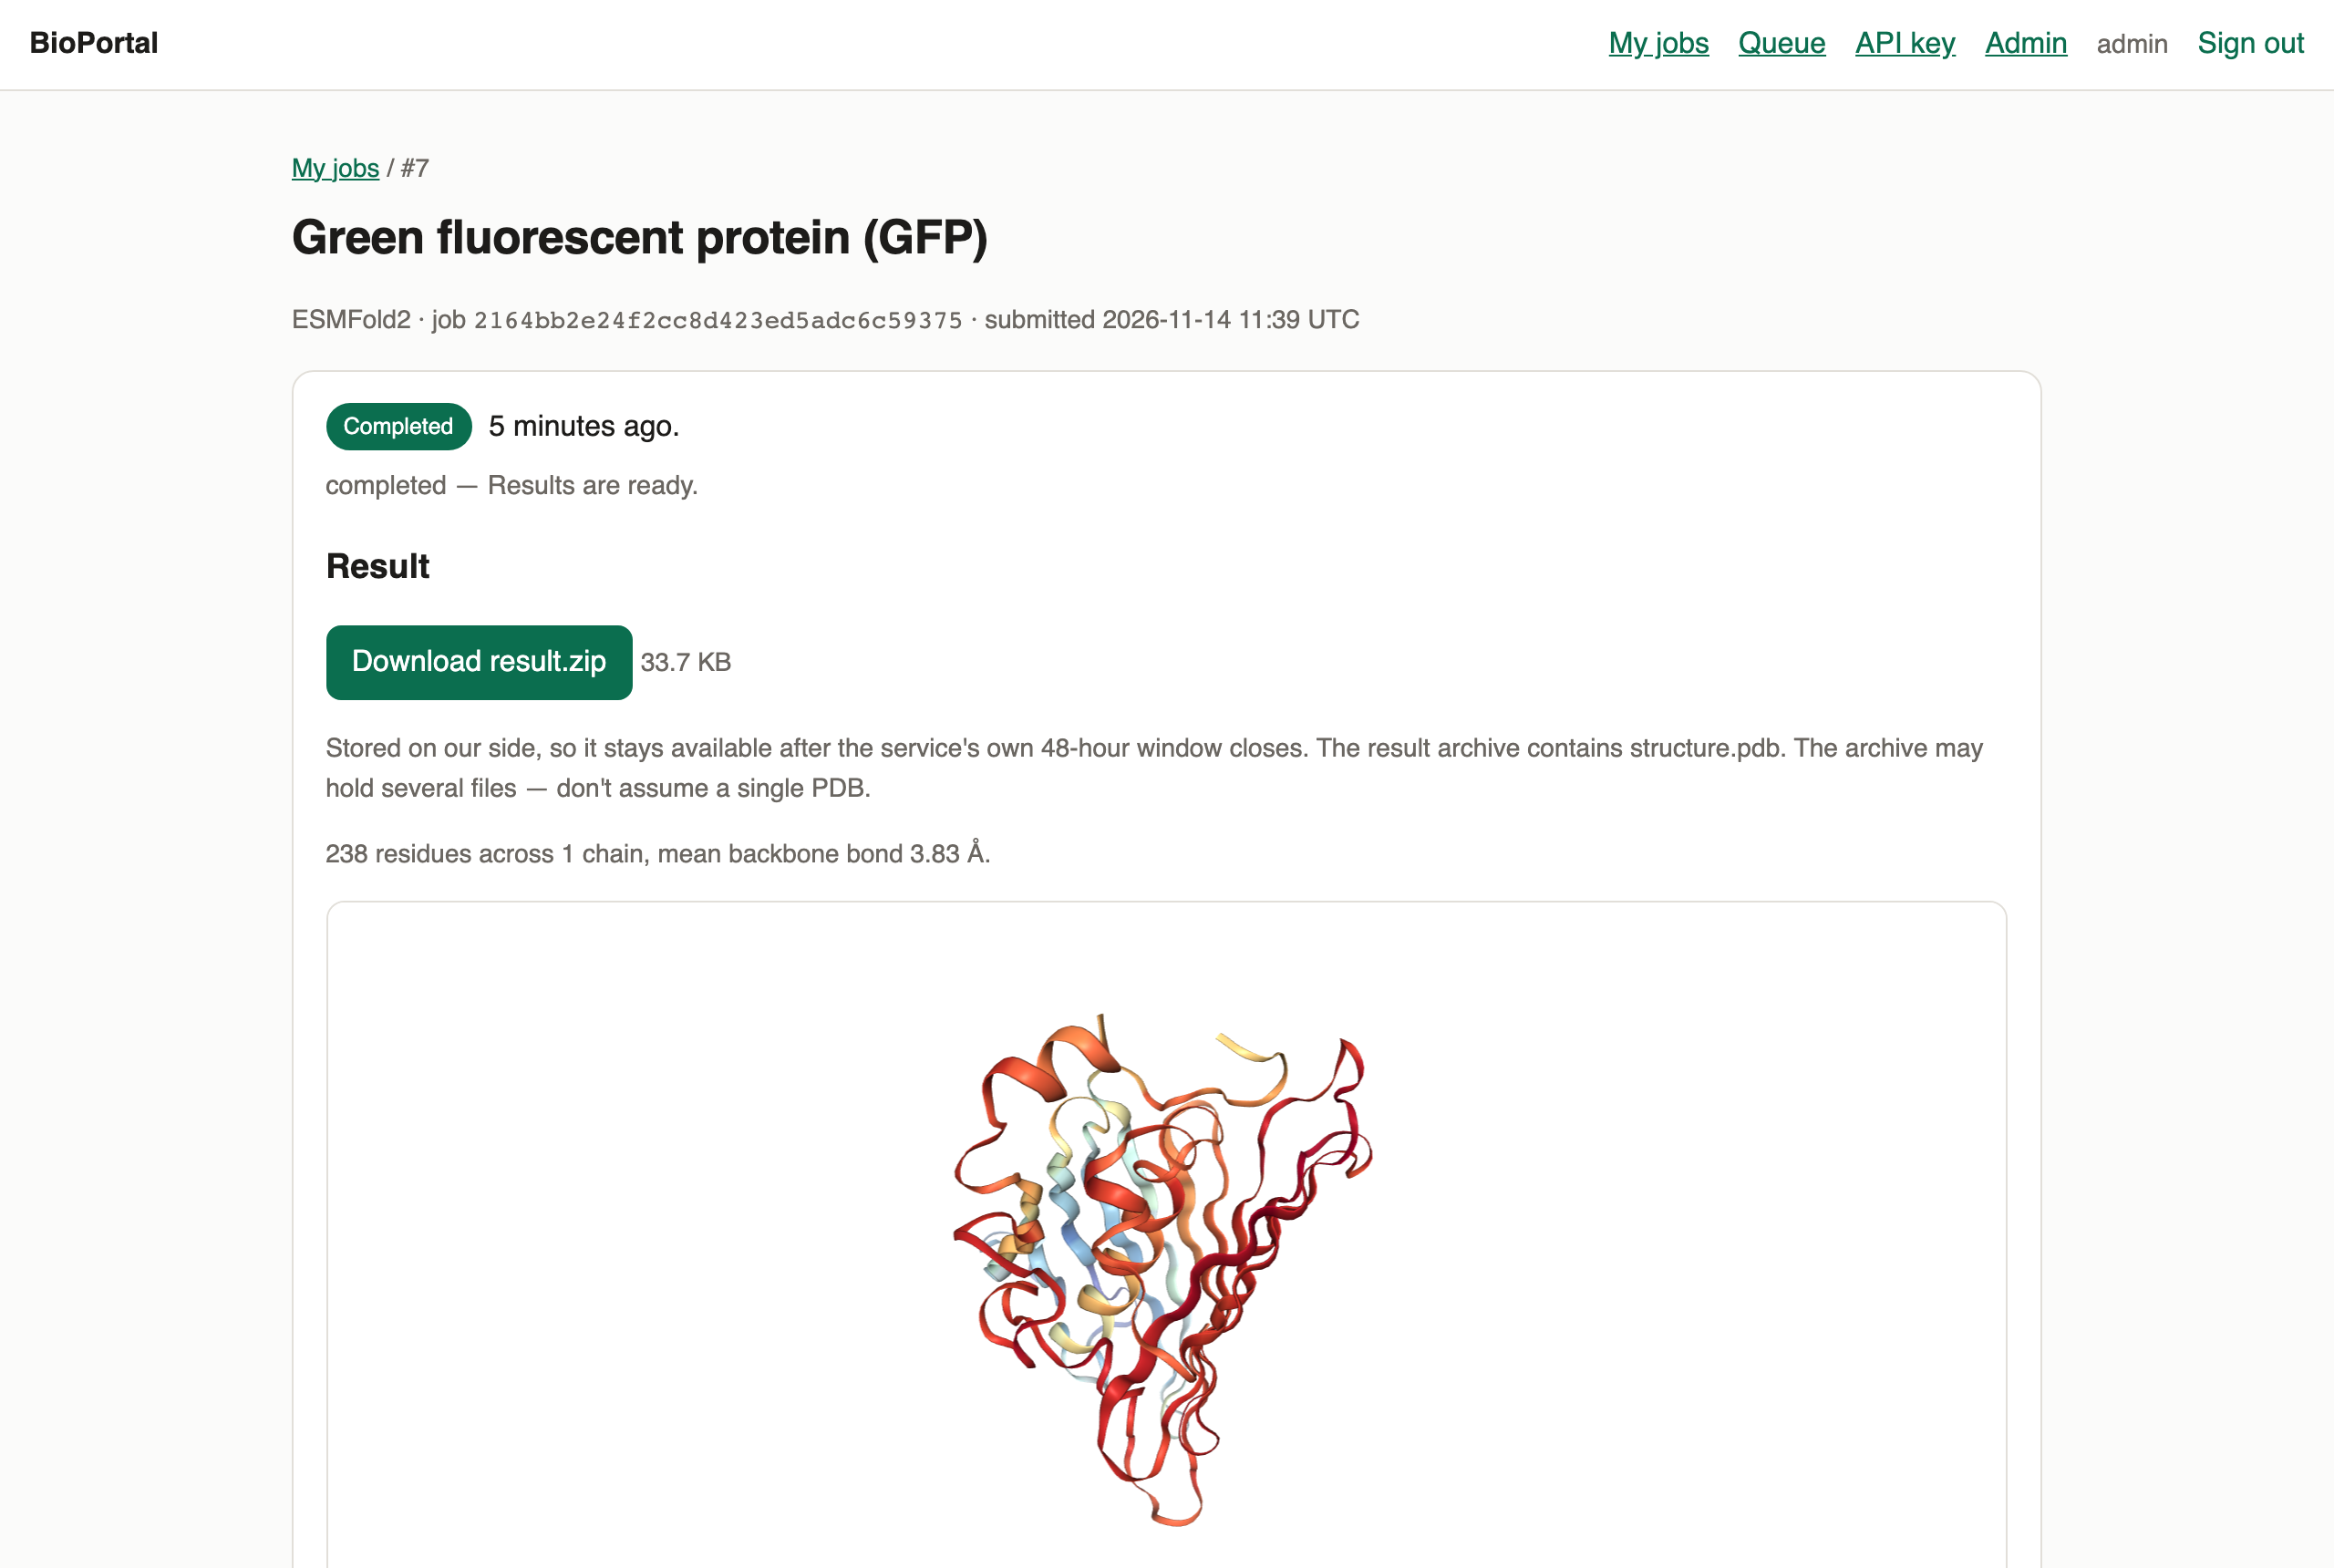 BioPortal
My jobs Queue API key Admin admin Sign out
My jobs / #7
Green fluorescent protein (GFP)
ESMFold2 · job 2164bb2e24f2cc8d423ed5adc6c59375 · submitted 2026-11-14 11:39 UTC
Completed 5 minutes ago.
completed — Results are ready.
Result
Download result.zip 33.7 KB
Stored on our side, so it stays available after the service's own 48-hour window closes. The result archive contains structure.pdb. The archive may
hold several files — don't assume a single PDB.
238 residues across 1 chain, mean backbone bond 3.83 Å.